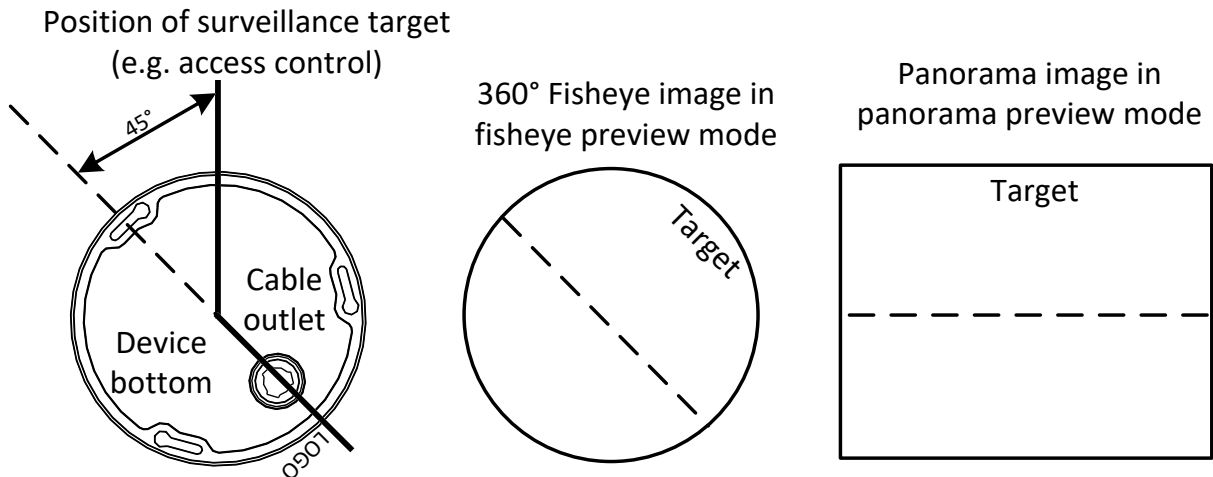 Position of surveillance target
(e.g. access control)
45°
Cable
outlet
Device
bottom
LOGO
360° Fisheye image in
fisheye preview mode
Target
Panorama image in
panorama preview mode
Target